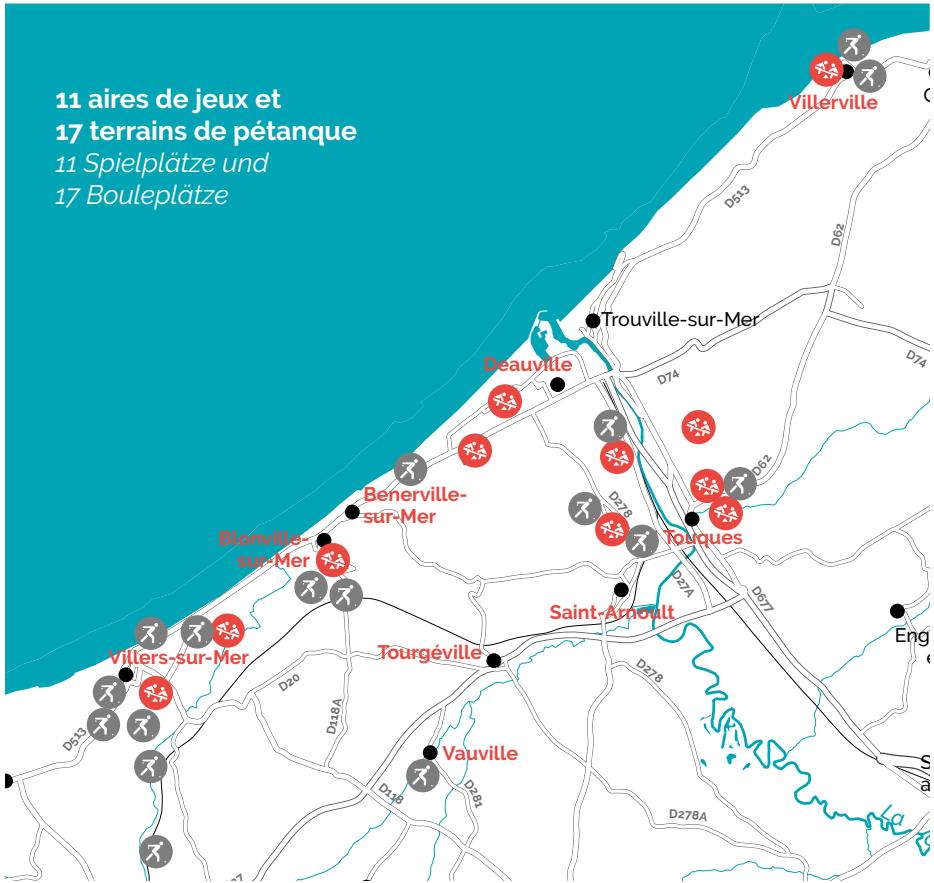 11 aires de jeux et
17 terrains de pétanque
11 Spielplätze und
17 Bouleplätze
Villerville
D513
D62
Trouville-sur-Mer
D74
D74
Deauville
D62
Benerville-
sur-Mer
D278
Touques
Blonville-
sur-Mer
D27A
D677
Saint-Arnoult
Villers-sur-Mer
Tourgéville
D20
D278
D118A
D513
Vauville
D118
D281
D278A
La